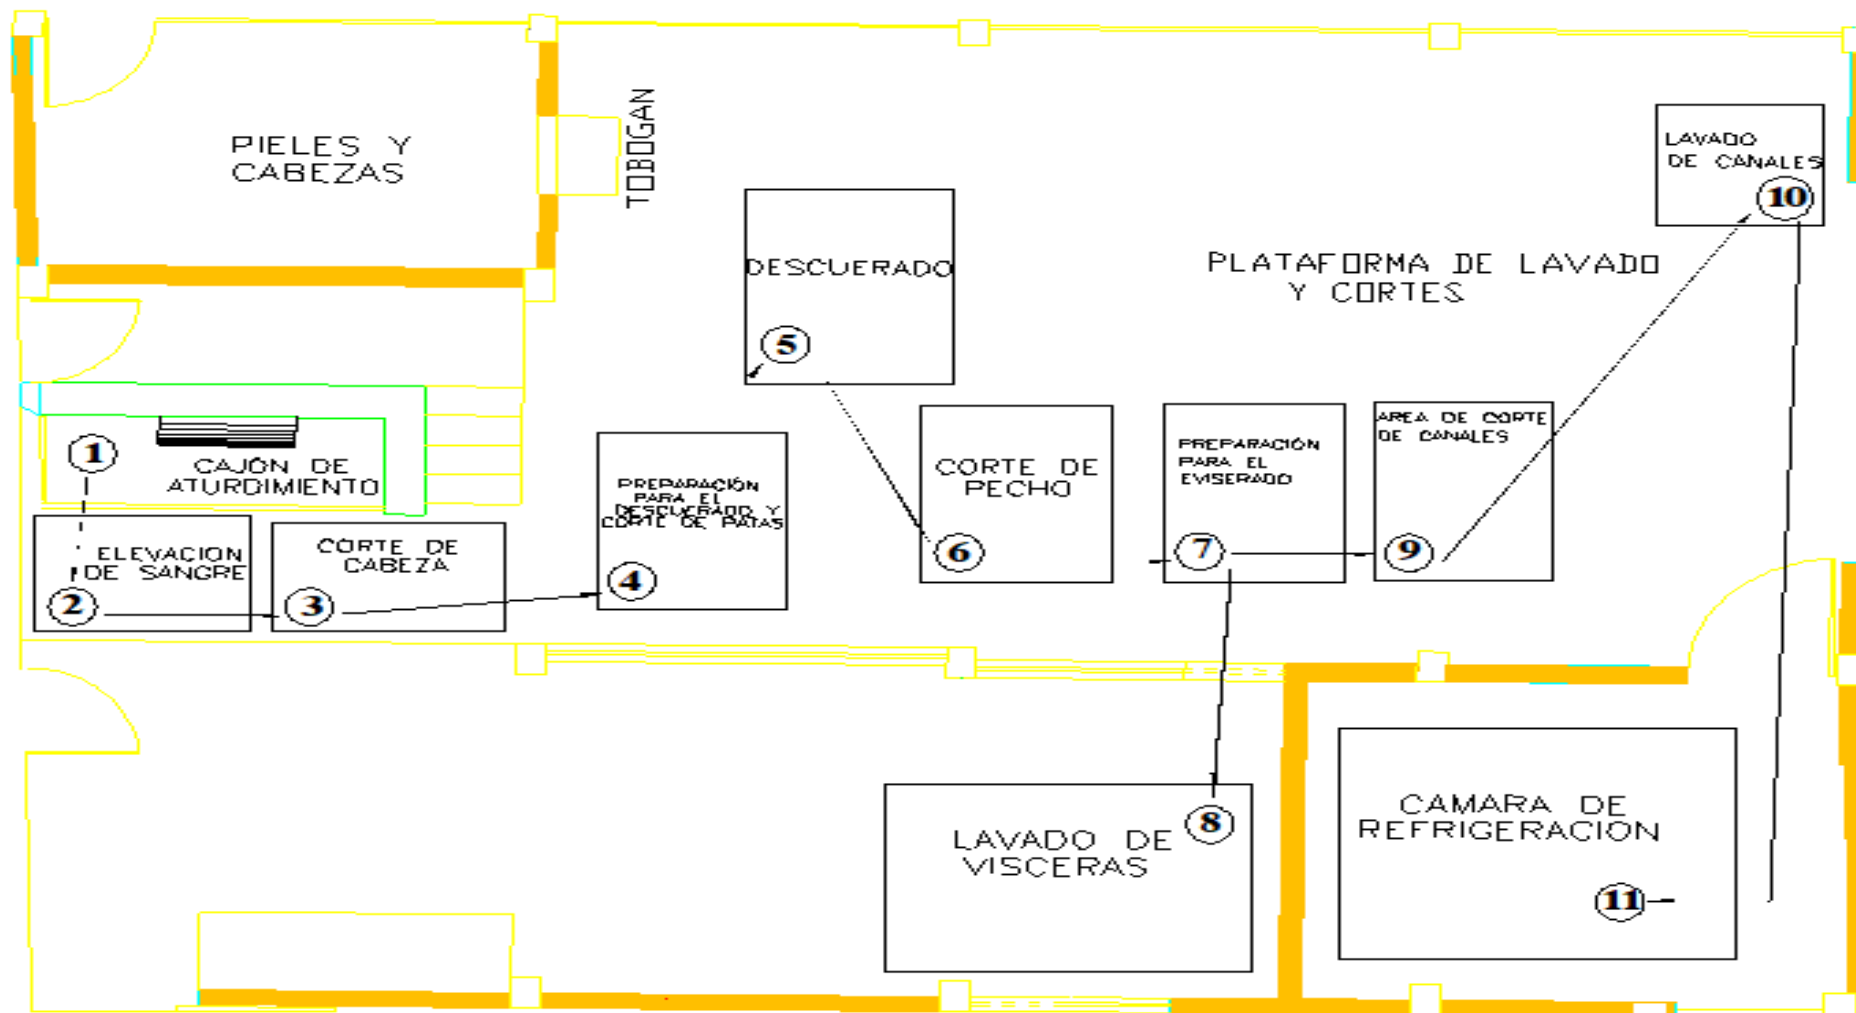 PIELES Y
CABEZAS
TOBOGAN
LAVADO
DE CANALES
10
DESCUERADO
5
PLATAFORMA DE LAVADO
Y CORTES
1
CAJÓN DE
ATURDIMIENTO
PREPARACIÓN
PARA EL
DESCUERADO Y
CORTE DE PATAS
4
CORTE DE
PECHO
6
PREPARACIÓN
PARA EL
EVISERADO
7
AREA DE CORTE
DE CANALES
9
ELEVACION
DE SANGRE
2
CORTE DE
CABEZA
3
LAVADO DE
VISCERAS
8
CAMARA DE
REFRIGERACION
11